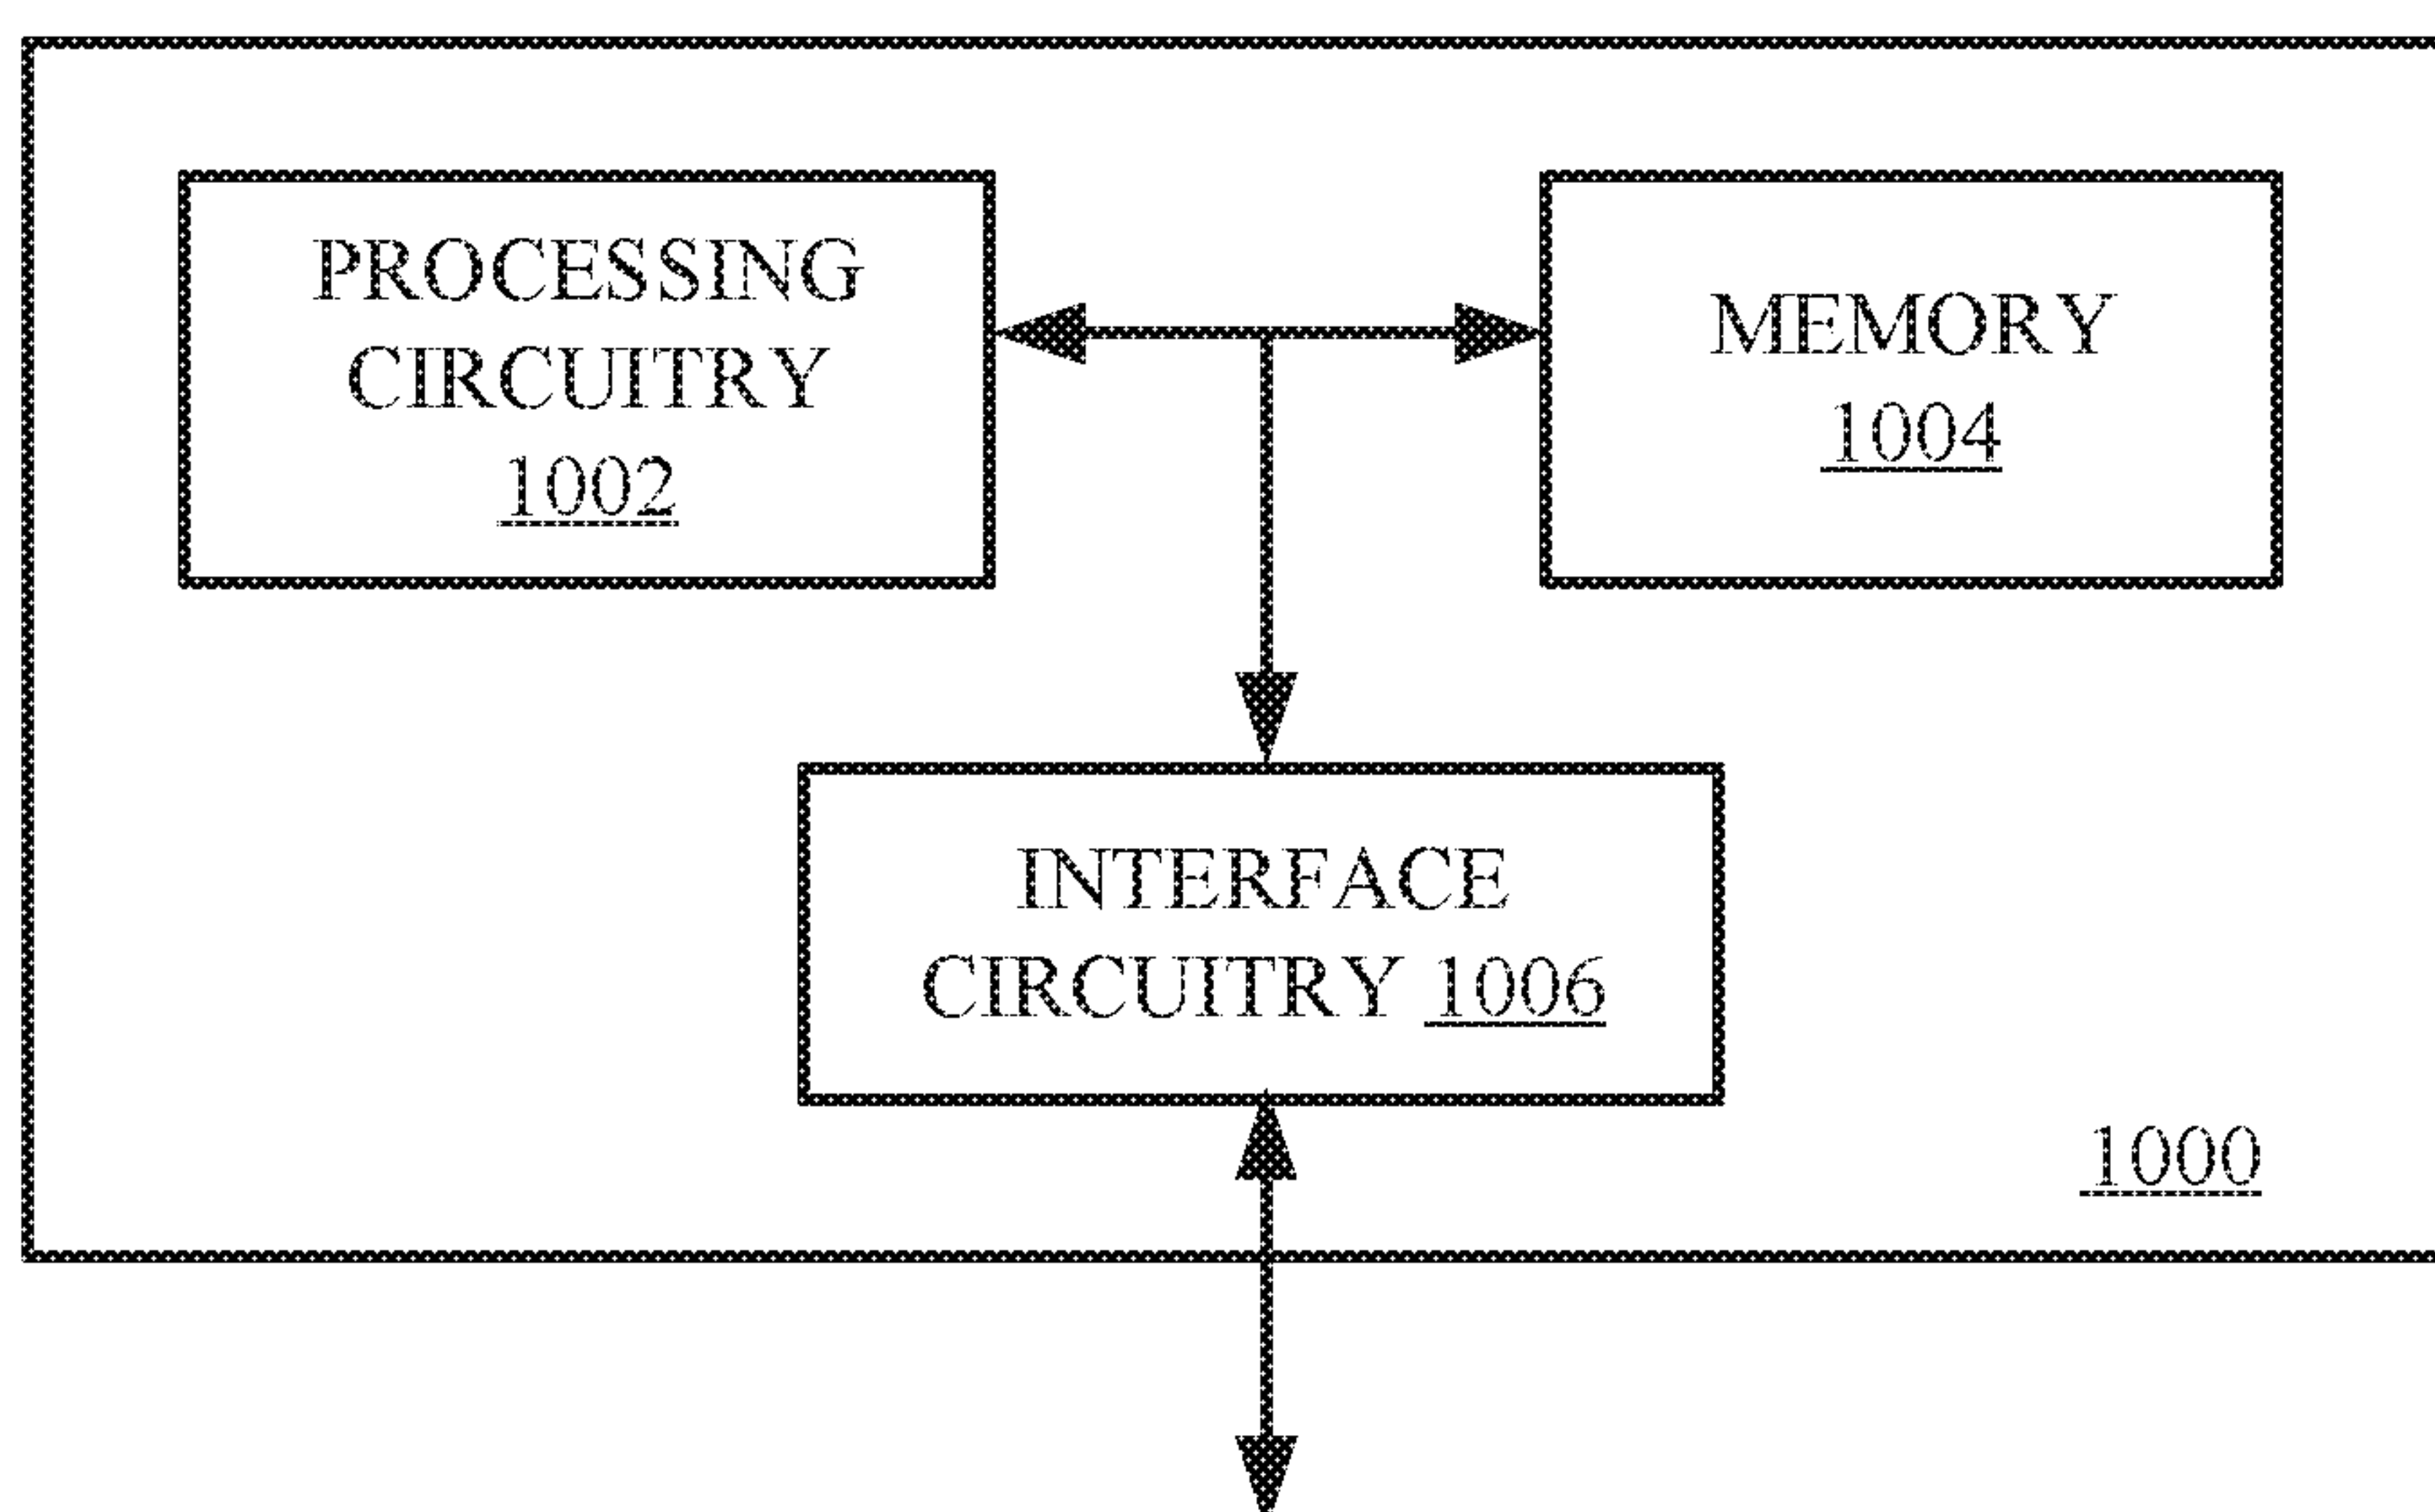 PROCESSING
CIRCUITRY
1002
MEMORY
1004
INTERFACE
CIRCUITRY 1006
1000